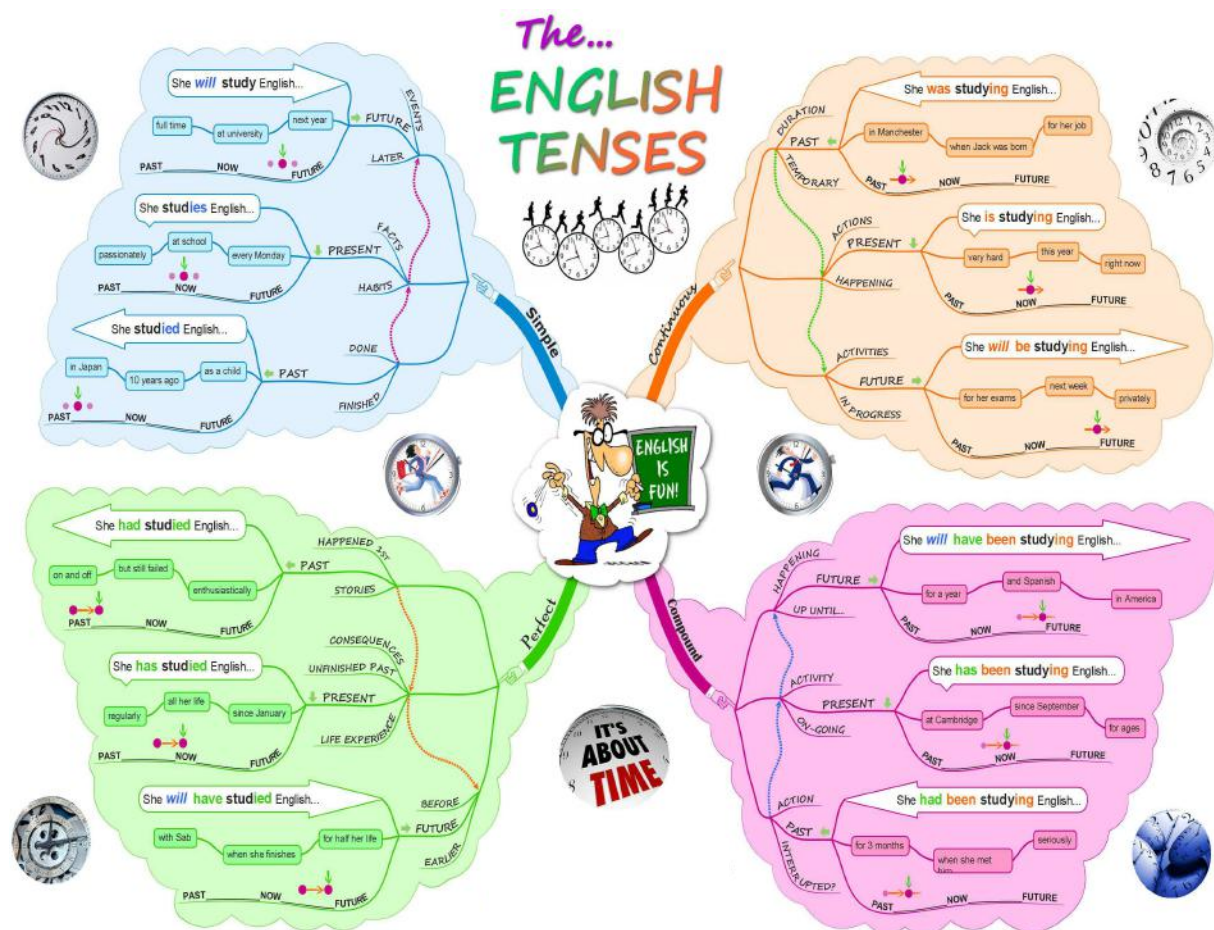 The...
ENGLISH
TENSES
Simple
She will study English...
full time
at university
next year
FUTURE
EVENTS
LATER
PAST NOW FUTURE
She studies English...
passionately
at school
every Monday
PRESENT
FACTS
HABITS
PAST NOW FUTURE
She studied English...
in Japan
10 years ago
as a child
PAST
DONE
FINISHED
PAST NOW FUTURE
Continuous
She was studying English...
in Manchester
when Jack was born
for her job
PAST
DURATION
TEMPORARY
PAST NOW FUTURE
She is studying English...
very hard
this year
right now
PRESENT
ACTIONS
HAPPENING
PAST NOW FUTURE
She will be studying English...
for her exams
next week
privately
FUTURE
ACTIVITIES
IN PROGRESS
PAST NOW FUTURE
ENGLISH
IS
FUN!
Perfect
She had studied English...
on and off
but still failed
enthusiastically
PAST
HAPPENED 1ST
STORIES
PAST NOW FUTURE
She has studied English...
regularly
all her life
since January
PRESENT
CONSEQUENCES
UNFINISHED PAST
LIFE EXPERIENCE
PAST NOW FUTURE
She will have studied English...
with Sab
when she finishes
for half her life
FUTURE
BEFORE
EARLIER
PAST NOW FUTURE
Compound
She will have been studying English...
for a year
and Spanish
in America
FUTURE
HAPPENING
UP UNTIL...
PAST NOW FUTURE
She has been studying English...
at Cambridge
since September
for ages
PRESENT
ACTIVITY
ON-GOING
PAST NOW FUTURE
She had been studying English...
for 3 months
when she met
seriously
PAST
ACTION
INTERRUPTED?
PAST NOW FUTURE
IT'S
ABOUT
TIME